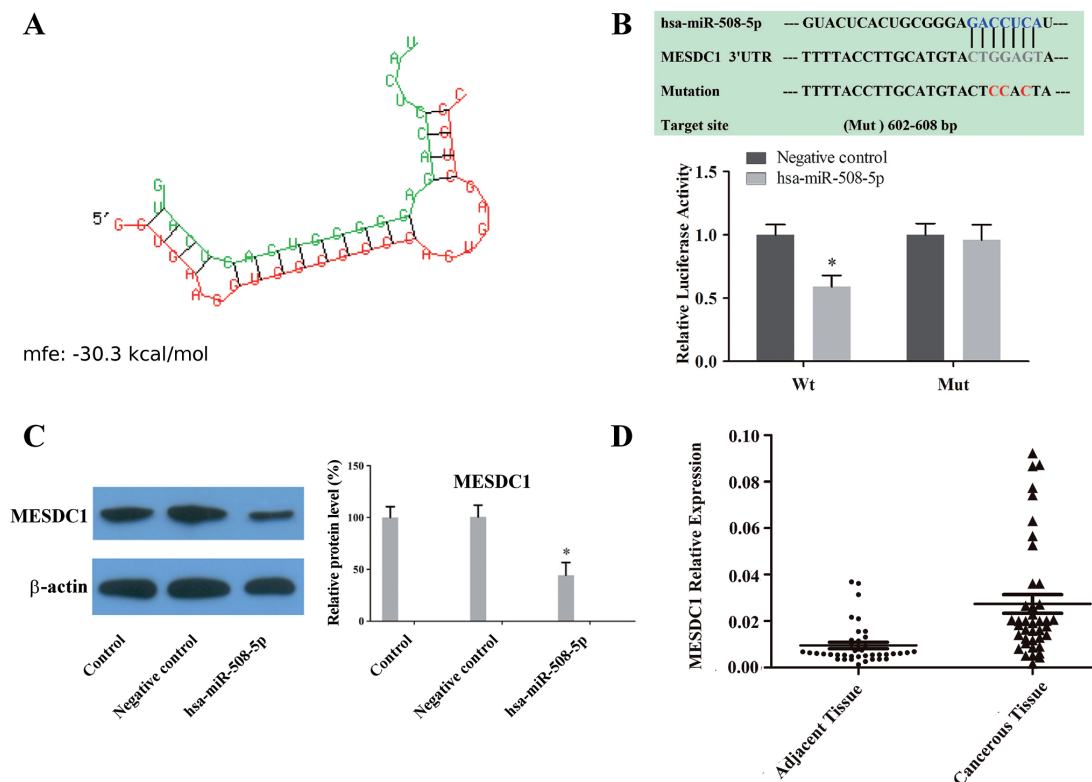 A
5'
mfe: -30.3 kcal/mol
B
hsa-miR-508-5p --- GUACUCACUGCGGGAGACCUCAU---
MESDC1 3'UTR --- TTTTACCTTGCATGTACTGGAGTA---
Mutation --- TTTTACCTTGCATGTACTCCACTA ---
Target site (Mut ) 602-608 bp
Negative control
hsa-miR-508-5p
Relative Luciferase Activity
1.5
1.0
0.5
0.0
*
Wt Mut
C
MESDC1
β-actin
Control
Negative control
hsa-miR-508-5p
MESDC1
Relative protein level (%)
150
100
50
0
*
Control
Negative control
hsa-miR-508-5p
D
MESDC1 Relative Expression
0.10
0.08
0.06
0.04
0.02
0.00
Adjacent Tissue
Cancerous Tissue